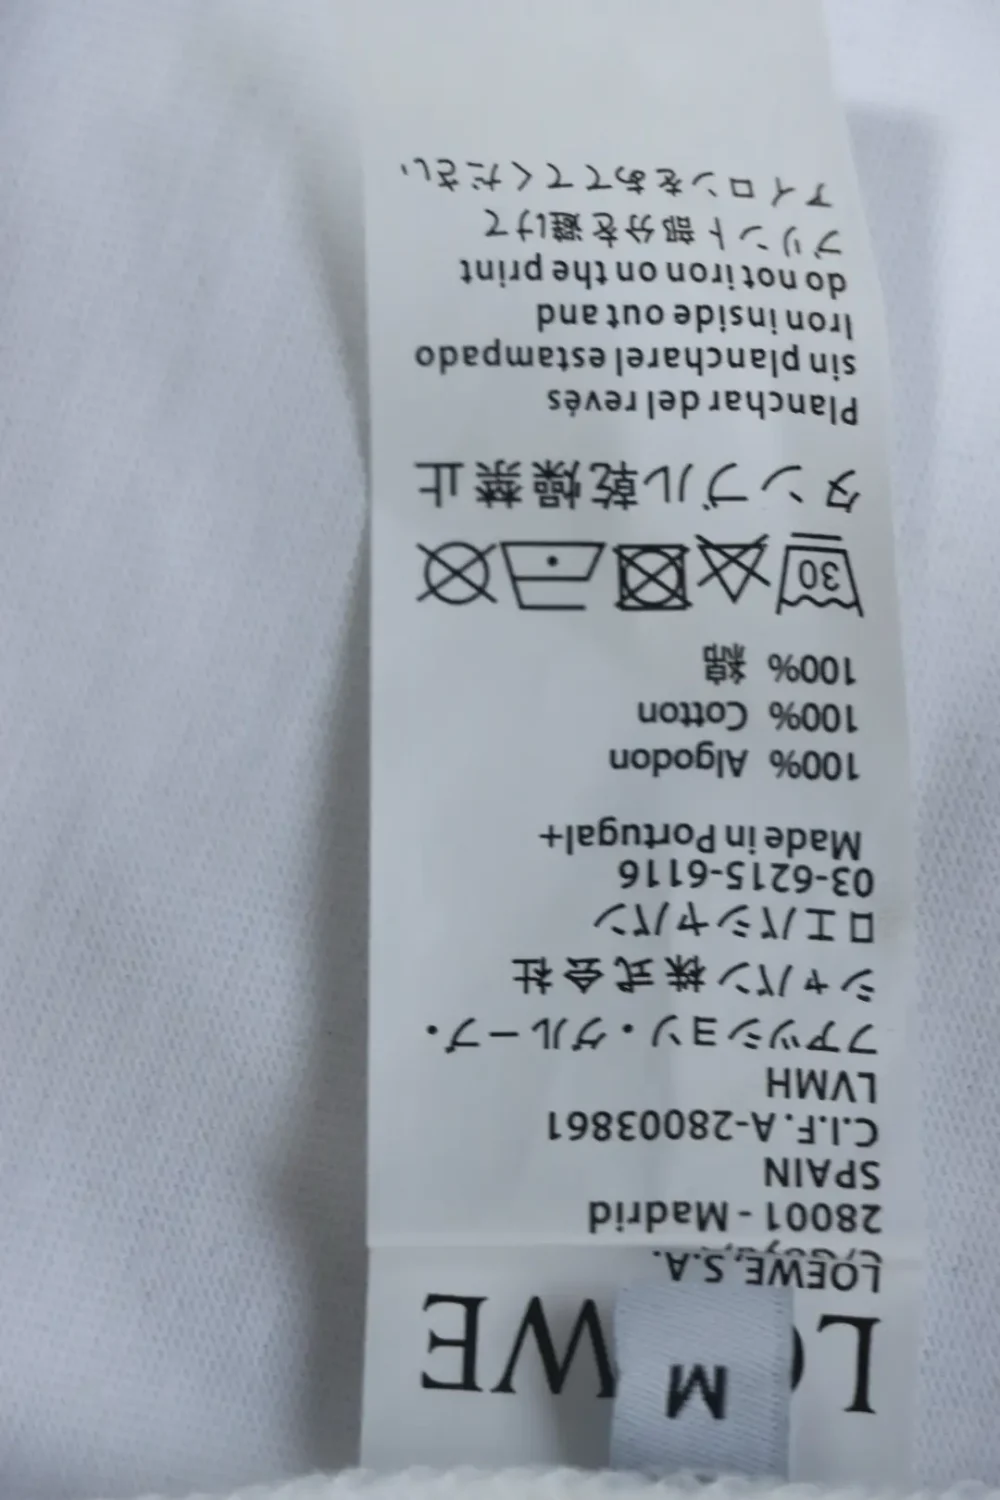 LOEWE
M
LOEWE, S.A.
28001 - Madrid
SPAIN
C.I.F. A-28003861
LVMH
ファッション・グループ・
ジャパン株式会社
ロエバジャパン
03-6215-6116
Made in Portugal+
100% Algodon
100% Cotton
100% 綿
30
タンブル乾燥禁止
Planchar del revés
sin planchar el estampado
Iron inside out and
do not iron on the print
プリント部分を避けて
アイロンをあててください。